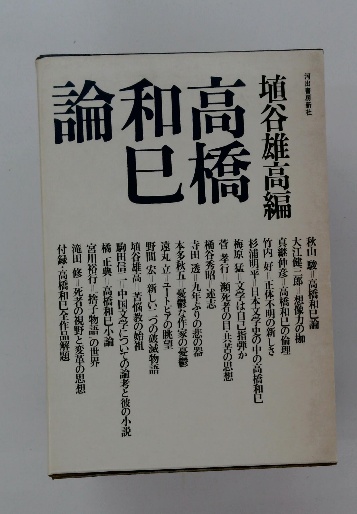 河出書房新社
埴谷雄高編
高橋
和巳
論
秋山 駿=高橋和巳論
大江健三郎=想像力の枷
真継伸彦=高橋和巳の倫理
竹内 好=正体不明の新しさ
杉浦明平=日本文学史の中の高橋和巳
梅原 猛=文学は自己指弾か
菅 孝行=瀕死者の目・共苦の思想
桶谷秀昭=述志
寺田 透=九年ぶりの悲の器
本多秋五=憂鬱な作家の憂鬱
遠丸 立=ユートピアの眺望
野間 宏=新しい一つの破滅物語
埴谷雄高=苦悩教の始祖
駒田信二=中国文学についての論考と彼の小説
橘 正典=高橋和巳小論
宮川裕行=「捨子物語」の世界
滝田 修=死者の視野と変革の思想
付録・高橋和巳全作品解題